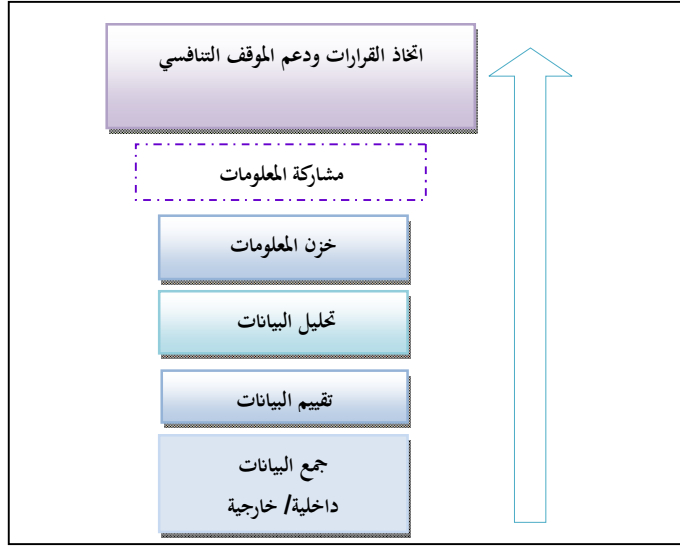 اتخاذ القرارات ودعم الموقف التنافسي
مشاركة المعلومات
خزن المعلومات
تحليل البيانات
تقييم البيانات
جمع البيانات
داخلية/ خارجية